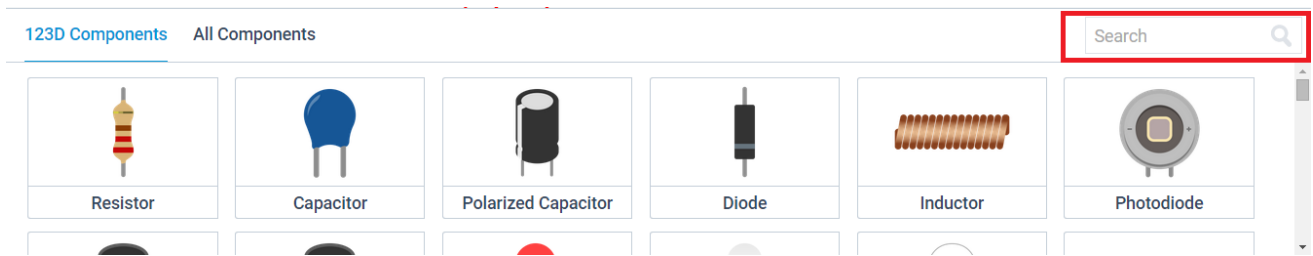 123D Components All Components Search
Resistor Capacitor Polarized Capacitor Diode Inductor Photodiode